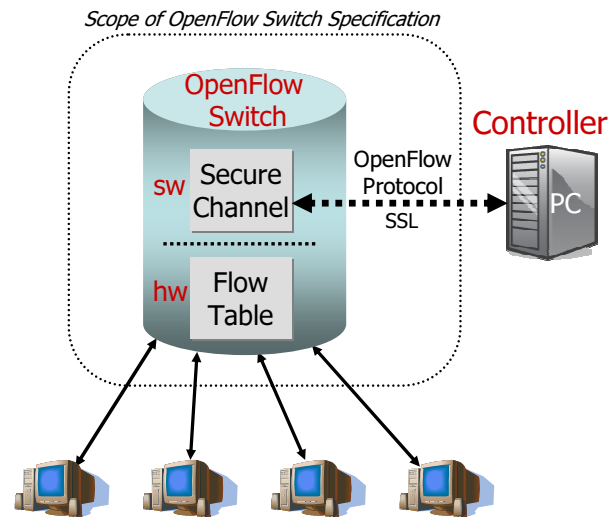 Scope of OpenFlow Switch Specification
OpenFlow
Switch
Controller
sw
Secure
Channel
OpenFlow
Protocol
SSL
PC
hw
Flow
Table